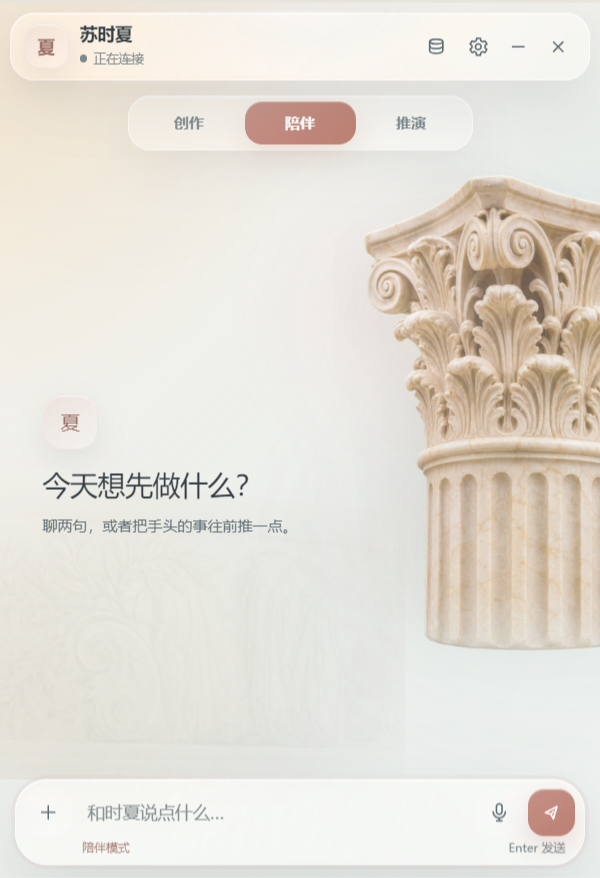 夏
苏时夏
正在连接
创作
陪伴
推演
夏
今天想先做什么？
聊两句，或者把手头的事往前推一点。
和时夏说点什么...
陪伴模式
Enter 发送